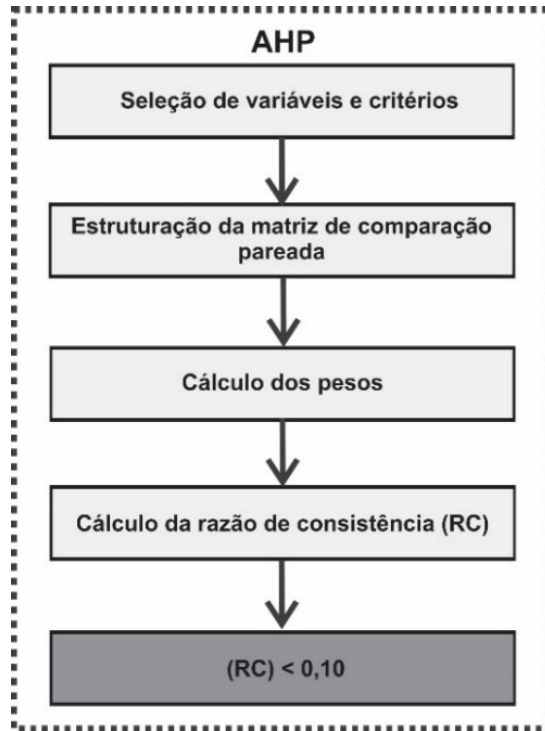 AHP
Seleção de variáveis e critérios
Estruturação da matriz de comparação
pareada
Cálculo dos pesos
Cálculo da razão de consistência (RC)
(RC) < 0,10